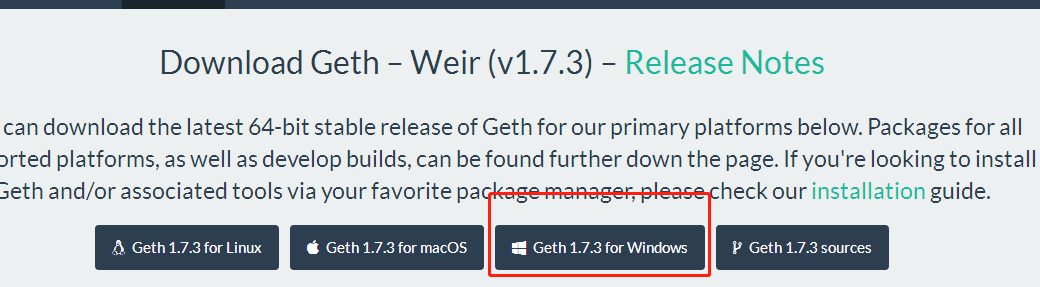 Download Geth – Weir (v1.7.3) – Release Notes
can download the latest 64-bit stable release of Geth for our primary platforms below. Packages for all
orted platforms, as well as develop builds, can be found further down the page. If you're looking to install
Geth and/or associated tools via your favorite package manager, please check our installation guide.
Geth 1.7.3 for Linux Geth 1.7.3 for macOS Geth 1.7.3 for Windows Geth 1.7.3 sources